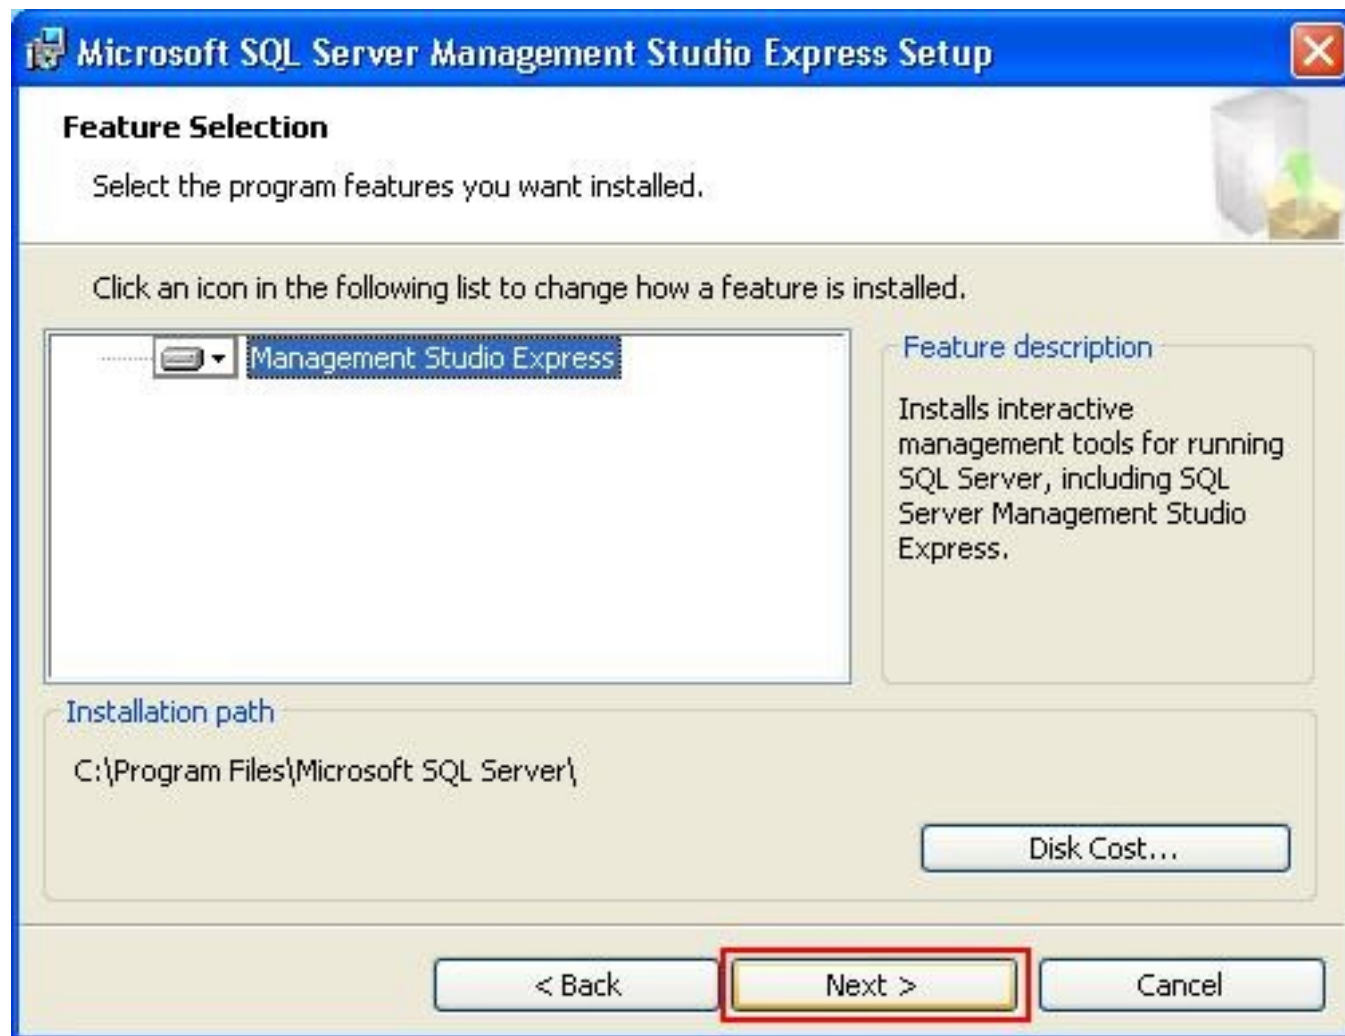 Microsoft SQL Server Management Studio Express Setup
Feature Selection
Select the program features you want installed.
Click an icon in the following list to change how a feature is installed.
Management Studio Express
Feature description
Installs interactive
management tools for running
SQL Server, including SQL
Server Management Studio
Express.
Installation path
C:\Program Files\Microsoft SQL Server\
Disk Cost...
< Back
Next >
Cancel